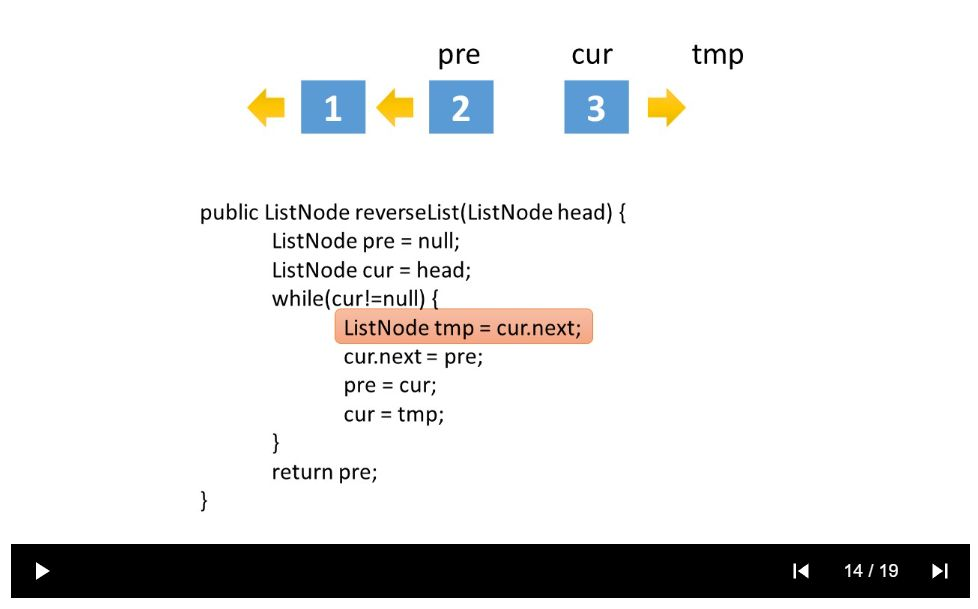 pre cur tmp
1 2 3
public ListNode reverseList(ListNode head) {
ListNode pre = null;
ListNode cur = head;
while(cur!=null) {
ListNode tmp = cur.next;
cur.next = pre;
pre = cur;
cur = tmp;
}
return pre;
}
14 / 19